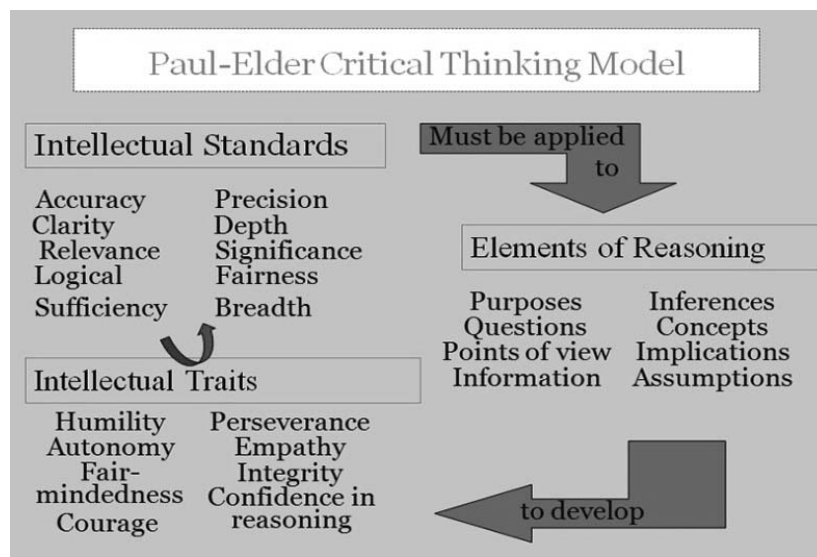 Paul-Elder Critical Thinking Model
Intellectual Standards
Accuracy
Clarity
Relevance
Logical
Sufficiency
Precision
Depth
Significance
Fairness
Breadth
Must be applied
to
Elements of Reasoning
Purposes
Questions
Points of view
Information
Inferences
Concepts
Implications
Assumptions
to develop
Intellectual Traits
Humility
Autonomy
Fair-
mindedness
Courage
Perseverance
Empathy
Integrity
Confidence in
reasoning